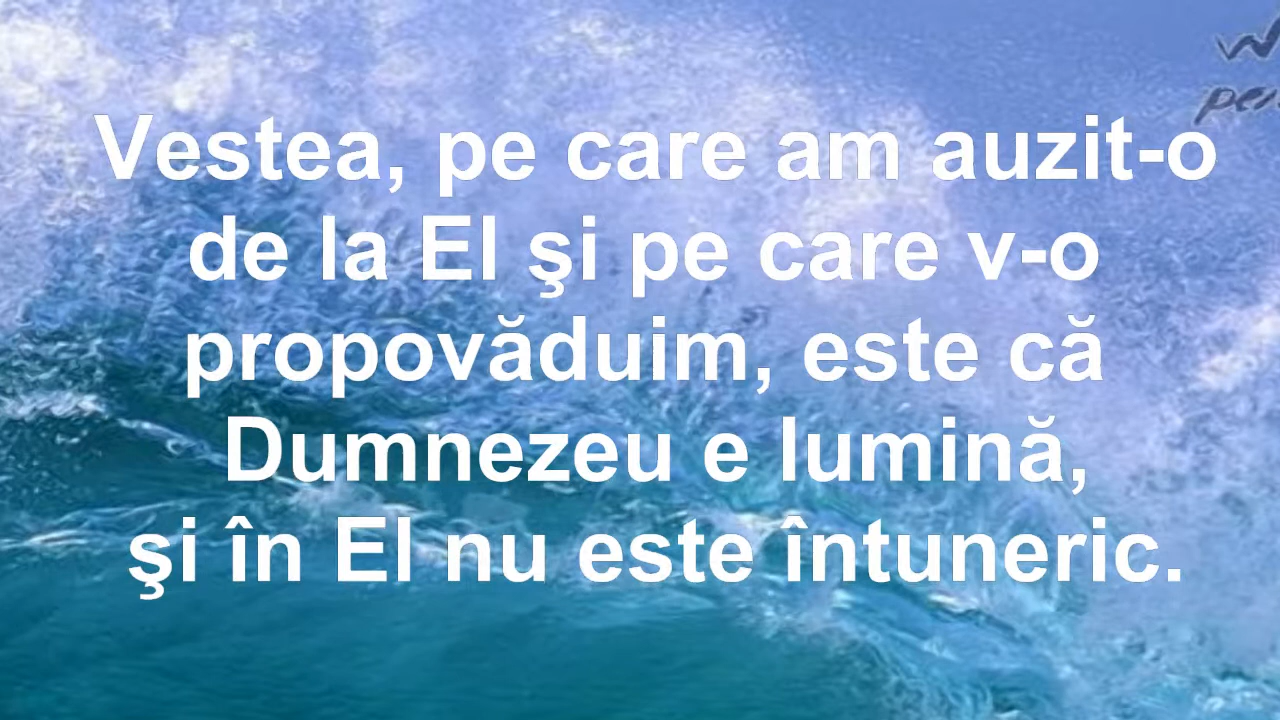 Vestea, pe care am auzit-o
de la El şi pe care v-o
propovăduim, este că
Dumnezeu e lumină,
şi în El nu este întuneric.